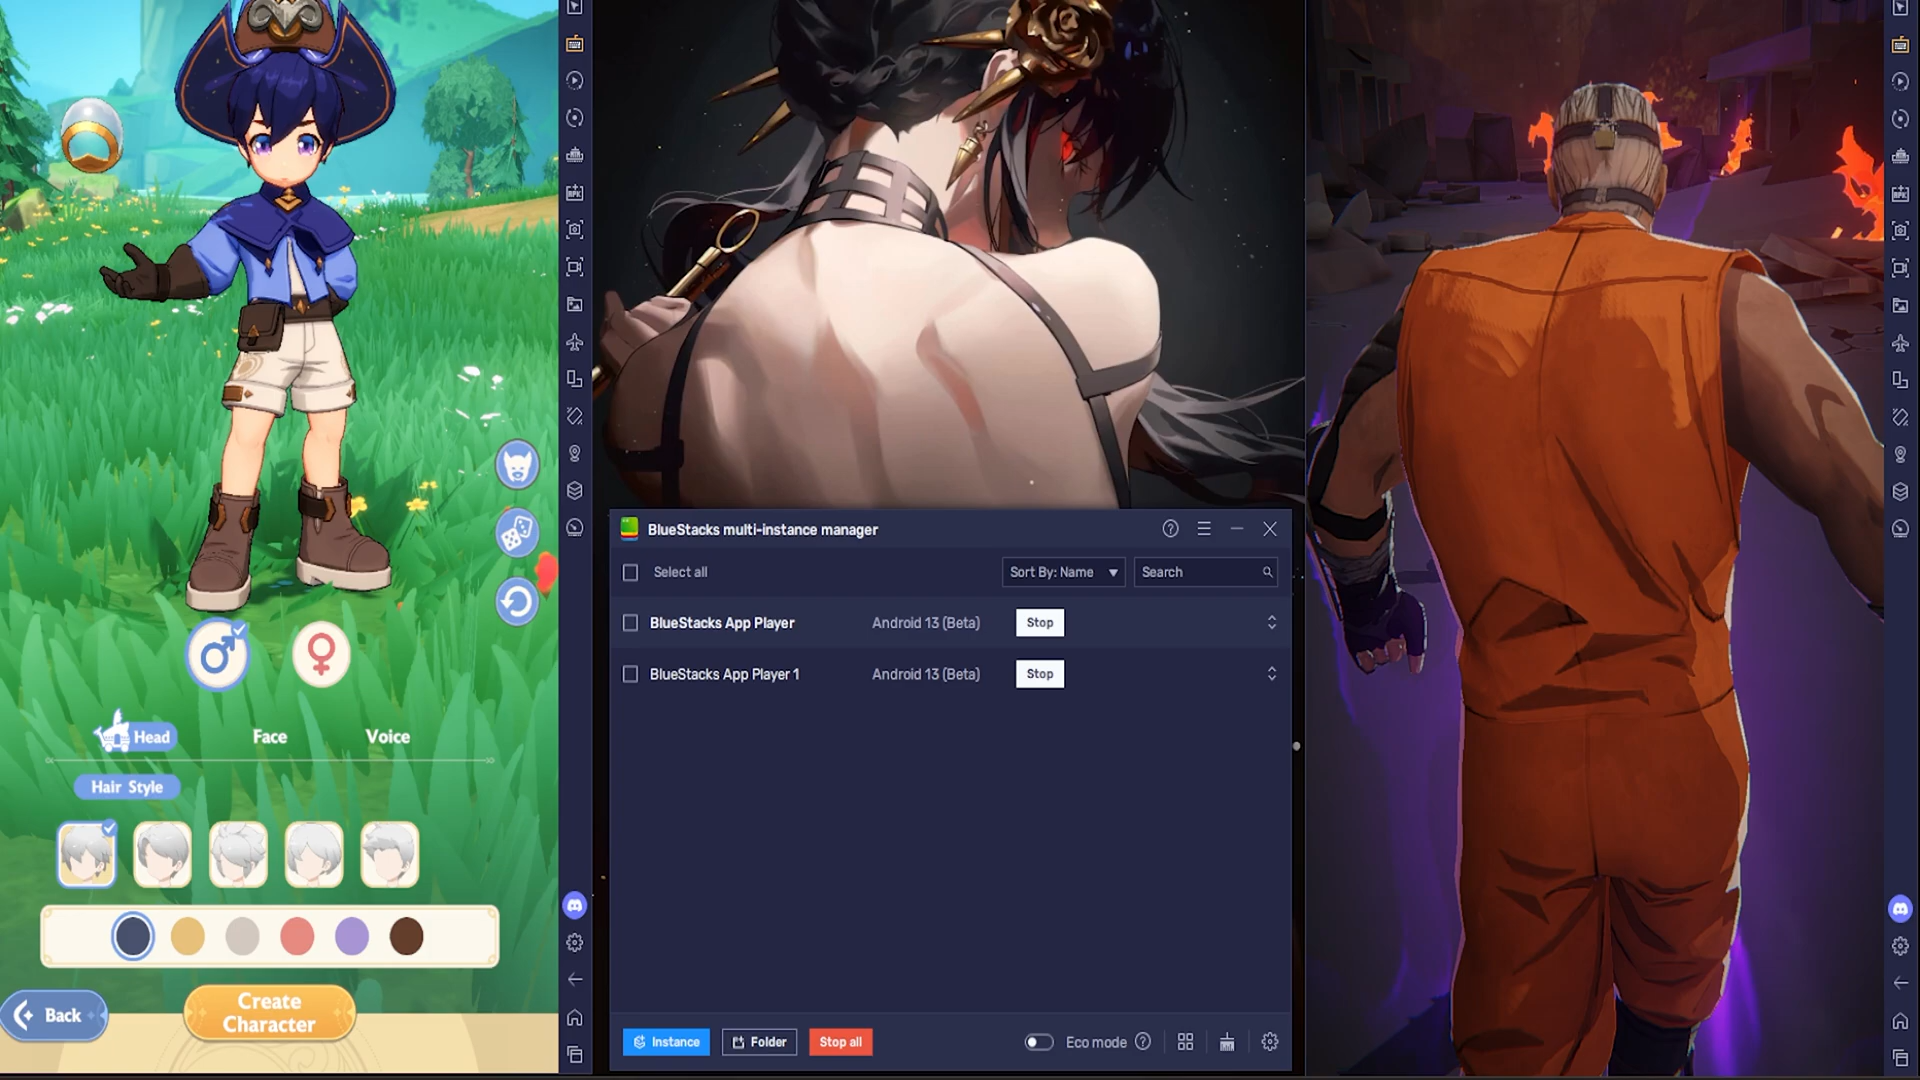 Head
Face
Voice
Hair Style
Back
Create
Character
BlueStacks multi-instance manager
Select all
Sort By: Name
Search
BlueStacks App Player
Android 13 (Beta)
Stop
BlueStacks App Player 1
Android 13 (Beta)
Stop
Instance
Folder
Stop all
Eco mode